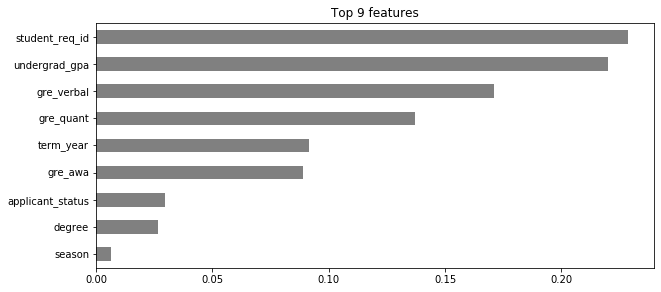 Top 9 features
student_req_id
undergrad_gpa
gre_verbal
gre_quant
term_year
gre_awa
applicant_status
degree
season
0.00 0.05 0.10 0.15 0.20